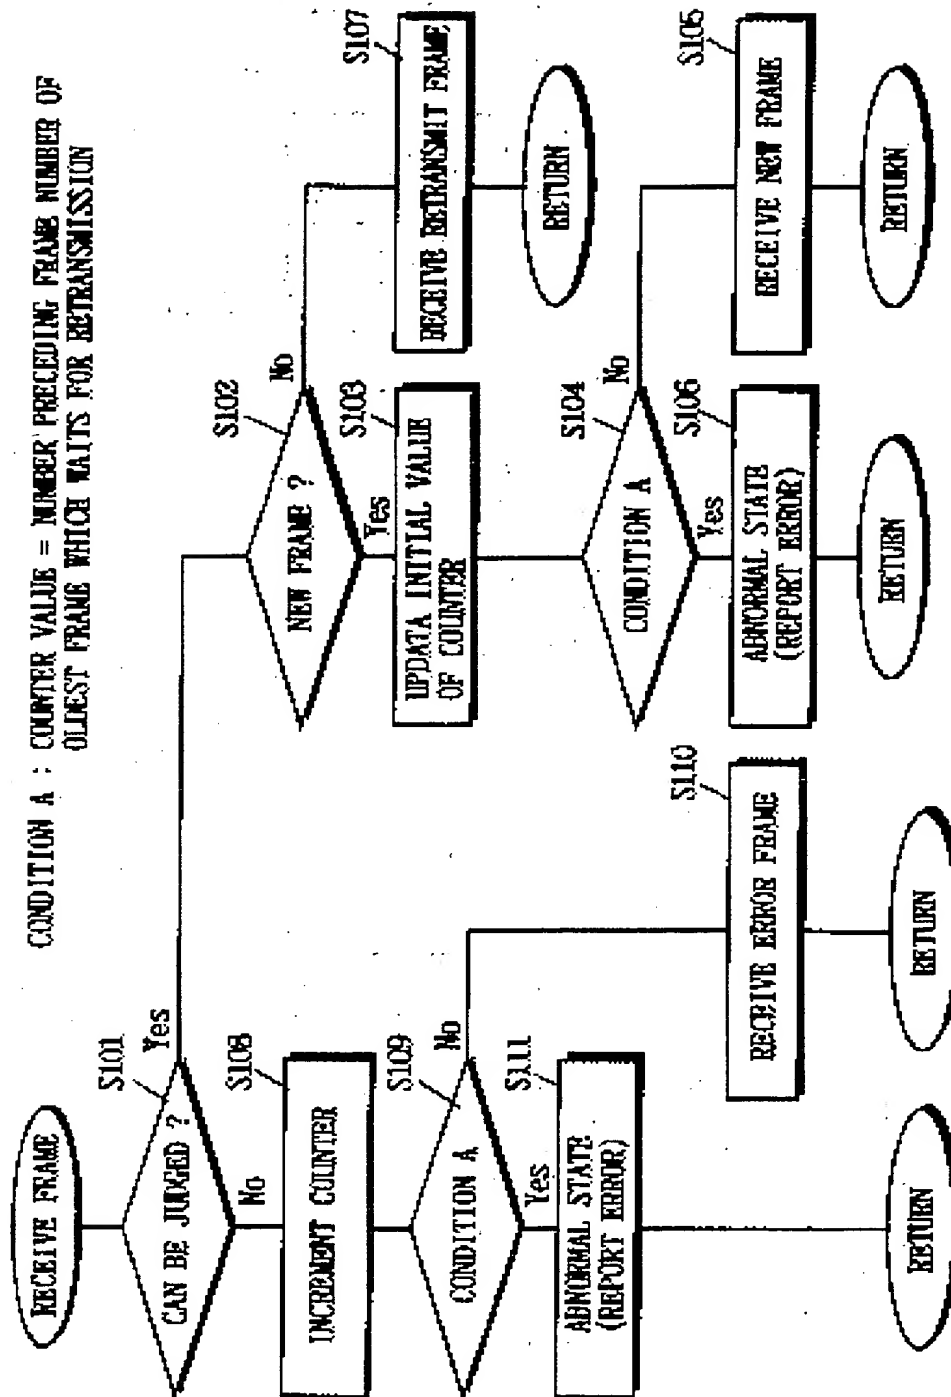 CONDITION A : COUNTER VALUE = NUMBER PRECEDING FRAME NUMBER OF
OLDEST FRAME WHICH WAITS FOR RETRANSMISSION
RECEIVE FRAME
S101
CAN BE JUDGED ?
Yes
No
S108
INCREMENT COUNTER
S109
CONDITION A
No
Yes
S111
ABNORMAL STATE
(REPORT ERROR)
RETURN
S110
RECEIVE ERROR FRAME
RETURN
S102
NEW FRAME ?
No
Yes
S103
UPDATA INITIAL VALUE
OF COUNTER
S104
CONDITION A
No
Yes
S106
ABNORMAL STATE
(REPORT ERROR)
RETURN
S107
RECEIVE RETRANSMIT FRAME
RETURN
S105
RECEIVE NEW FRAME
RETURN